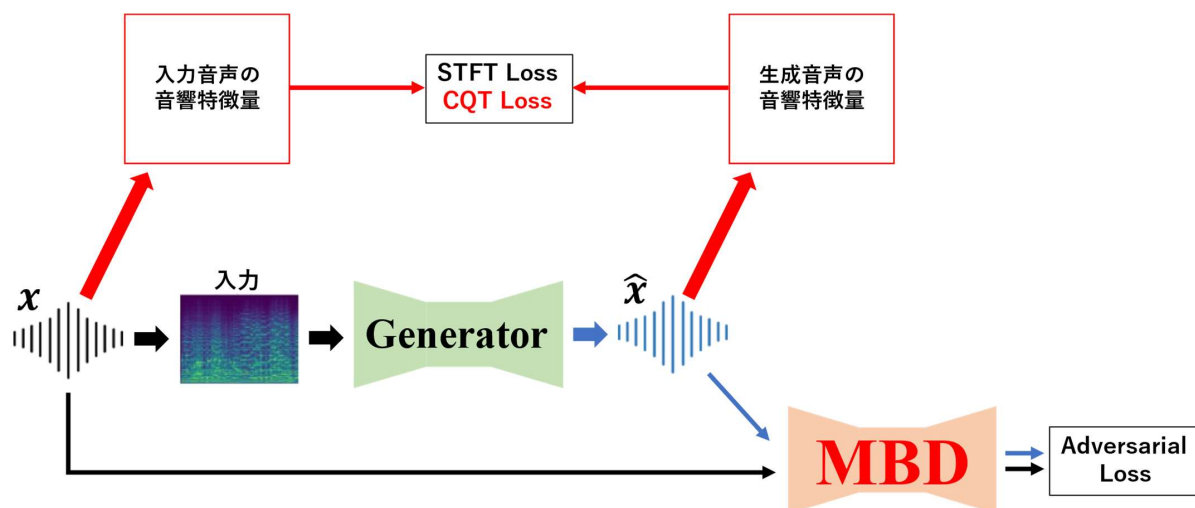 入力音声の
音響特徴量
STFT Loss
CQT Loss
生成音声の
音響特徴量
x
入力
Generator
x̂
MBD
Adversarial
Loss